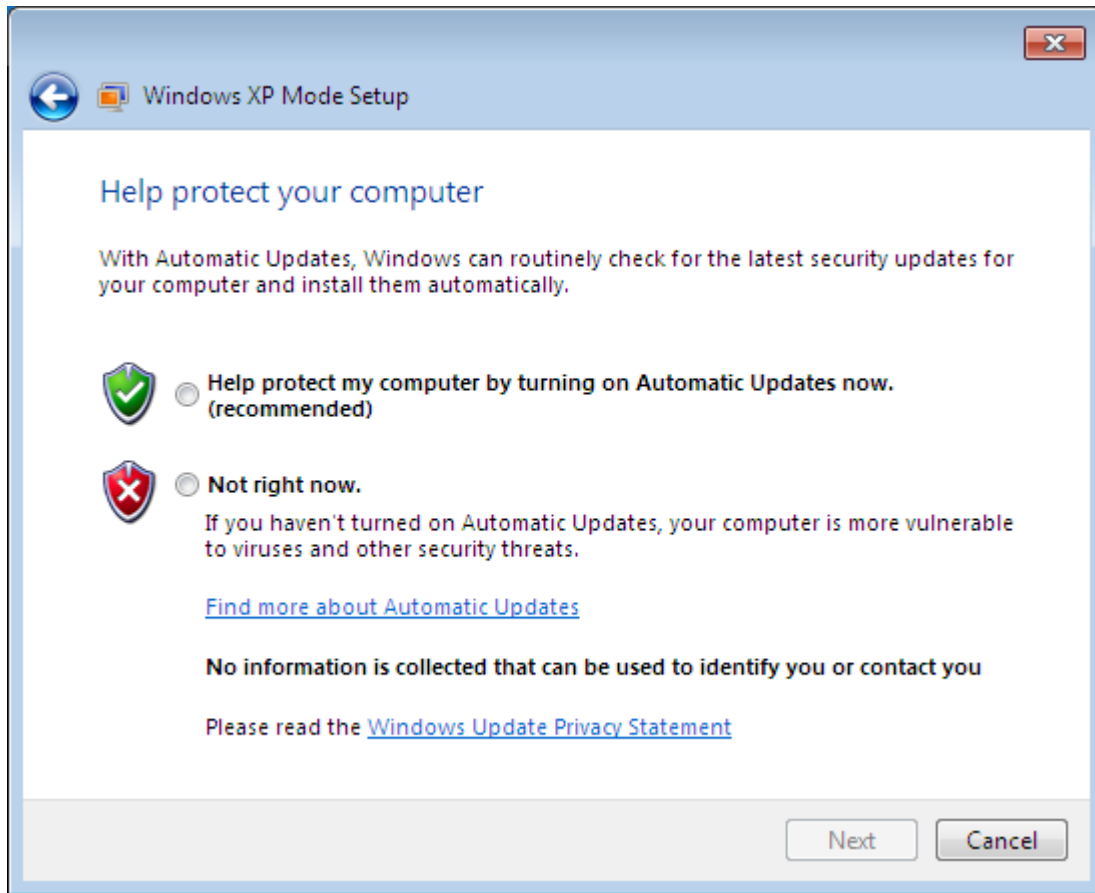 Windows XP Mode Setup
Help protect your computer
With Automatic Updates, Windows can routinely check for the latest security updates for
your computer and install them automatically.
Help protect my computer by turning on Automatic Updates now.
(recommended)
Not right now.
If you haven't turned on Automatic Updates, your computer is more vulnerable
to viruses and other security threats.
Find more about Automatic Updates
No information is collected that can be used to identify you or contact you
Please read the Windows Update Privacy Statement
Next
Cancel